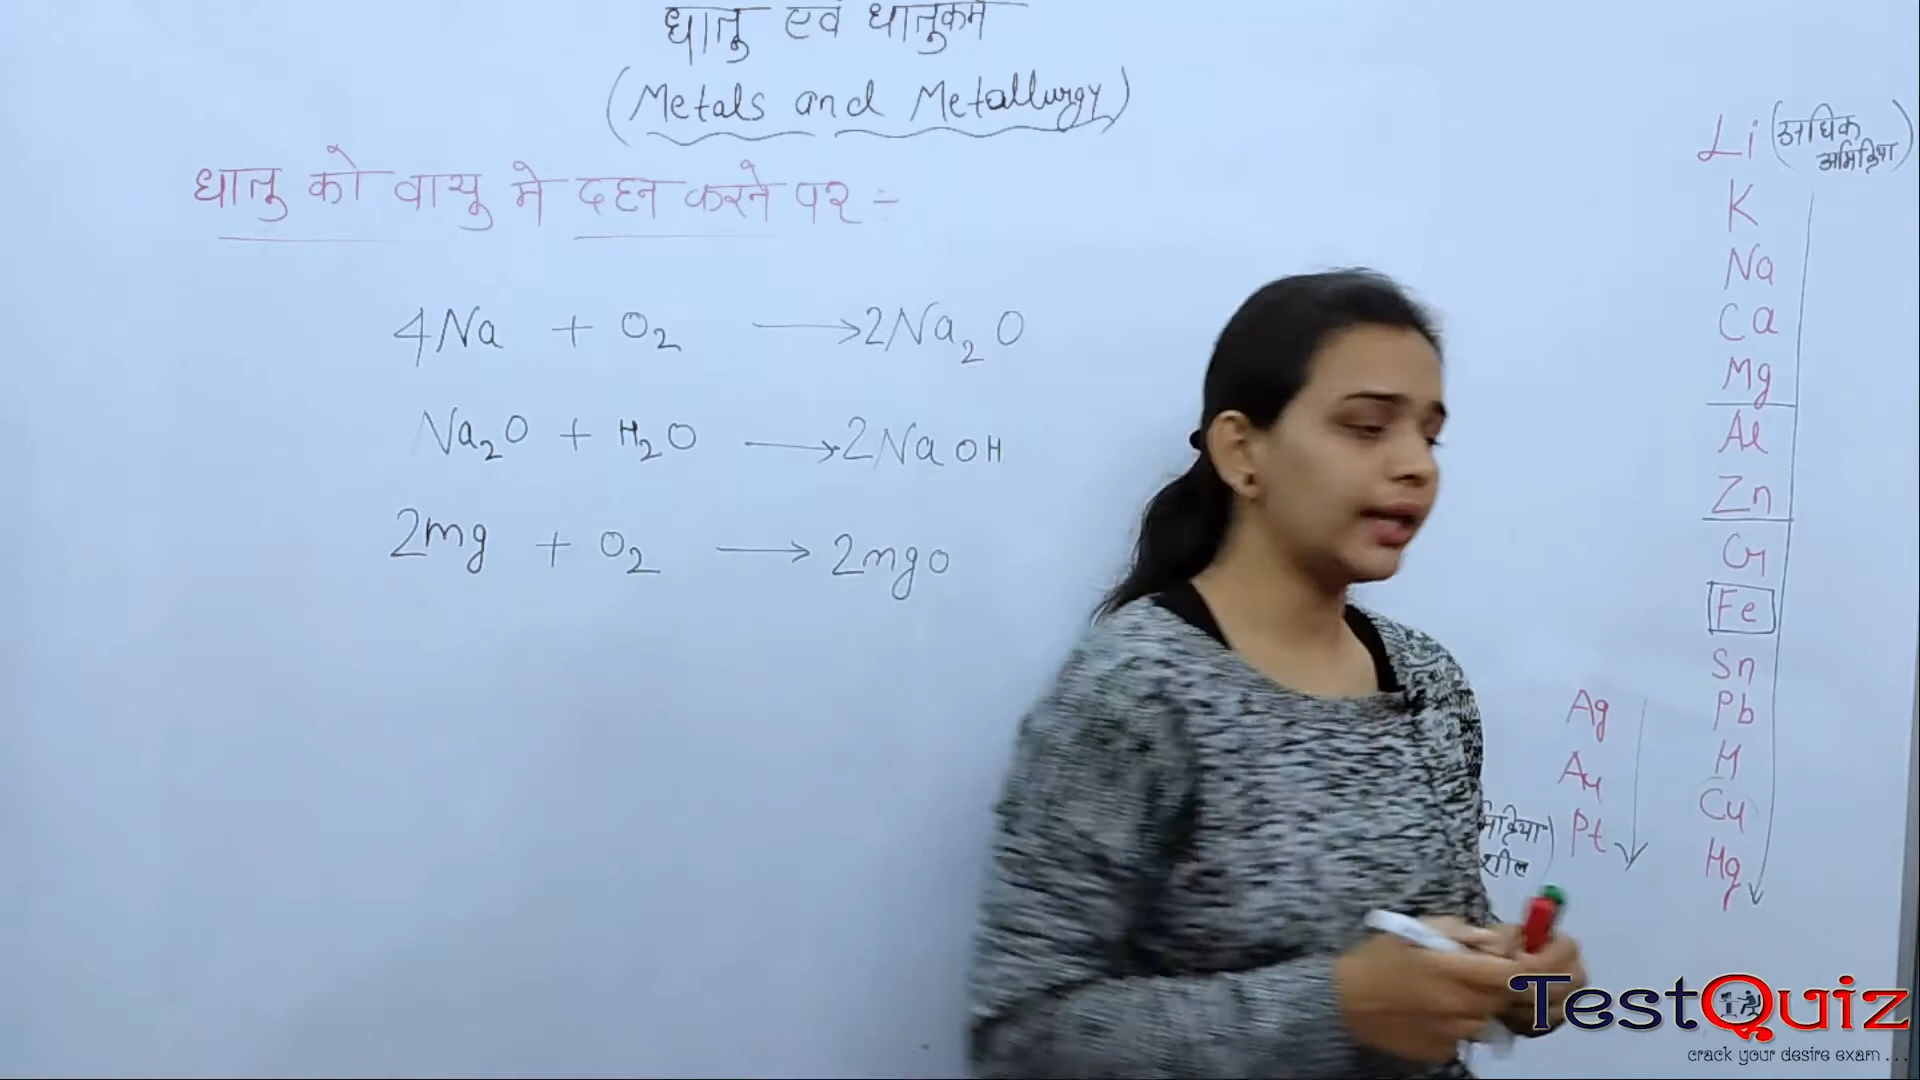 धातु एवं धातुकर्म
(Metals and Metallurgy)
धातु को वायु मे दहन करने पर :-
4Na + O₂ ⟶ 2Na₂O
Na₂O + H₂O ⟶ 2NaOH
2mg + O₂ ⟶ 2mgo
Li (अधिक
अभिक्रिया)
K
Na
Ca
Mg
Al
Zn
Cr
Fe
Sn
Pb
H
Cu
Hg
Ag
Au
Pt
शील)
TestQuiz
crack your desire exam ...